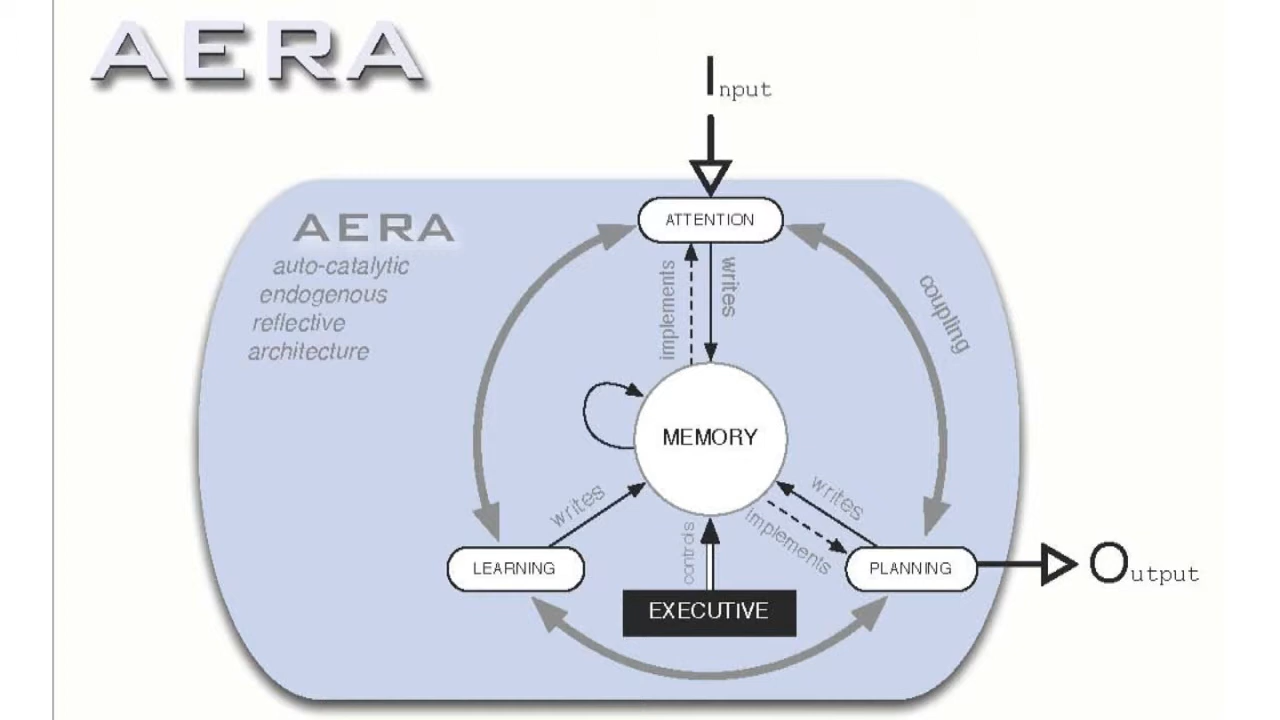 AERA
Input
AERA
auto-catalytic
endogenous
reflective
architecture
ATTENTION
implements
writes
coupling
MEMORY
writes
writes
implements
controls
LEARNING
PLANNING
Output
EXECUTIVE